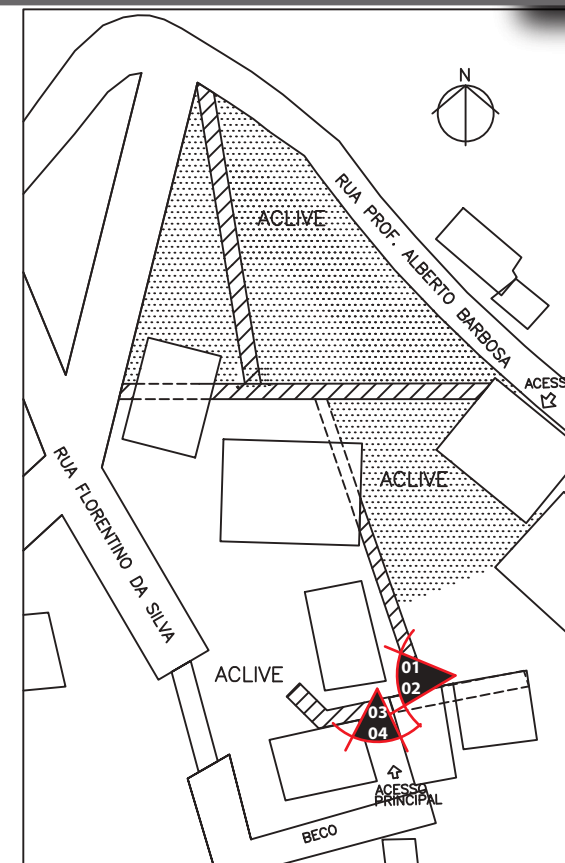 N
ACLIVE
RUA PROF. ALBERTO BARBOSA
ACESS
ACLIVE
RUA FLORENTINO DA SILVA
ACLIVE
01
02
03
04
ACESSO
PRINCIPAL
BECO